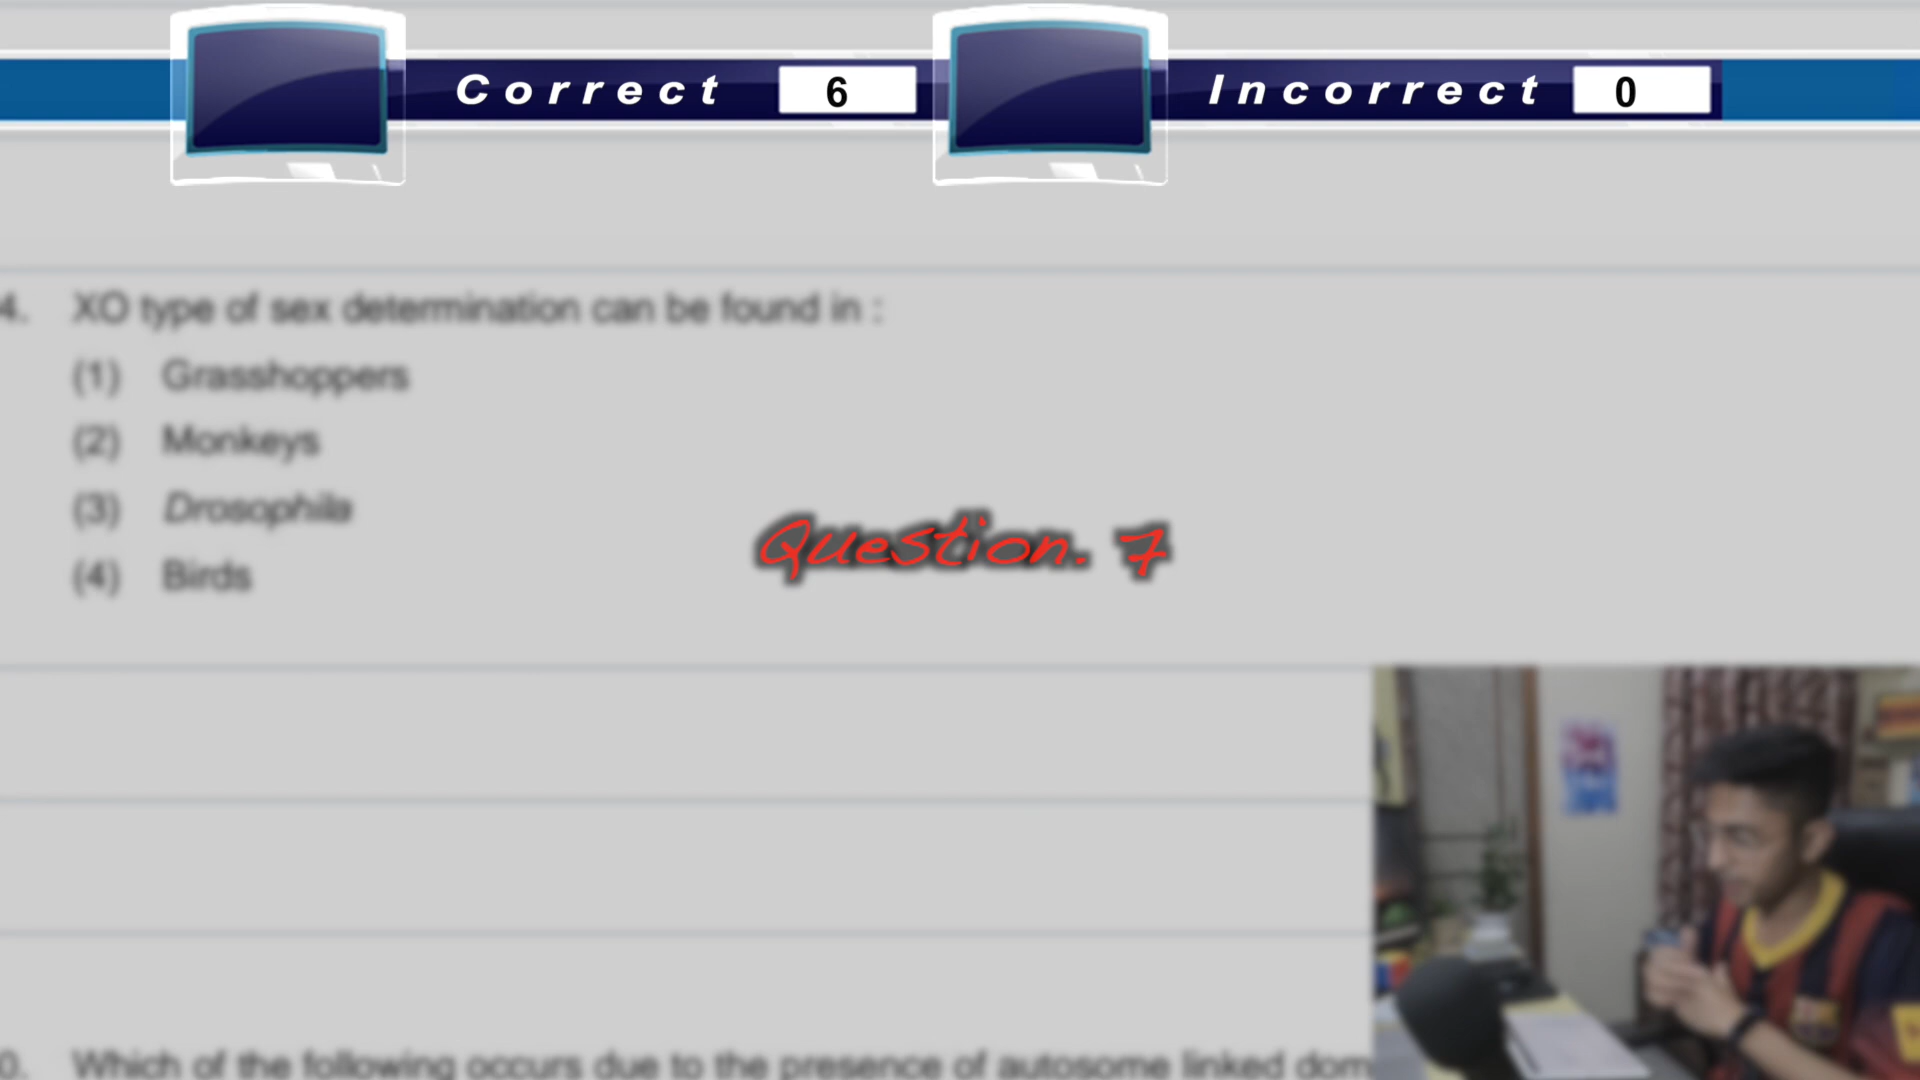 Correct 6 Incorrect 0
4. XO type of sex determination can be found in :
(1) Grasshoppers
(2) Monkeys
(3) Drosophila
(4) Birds
Question. 7
0. Which of the following occurs due to the presence of autosome linked dom